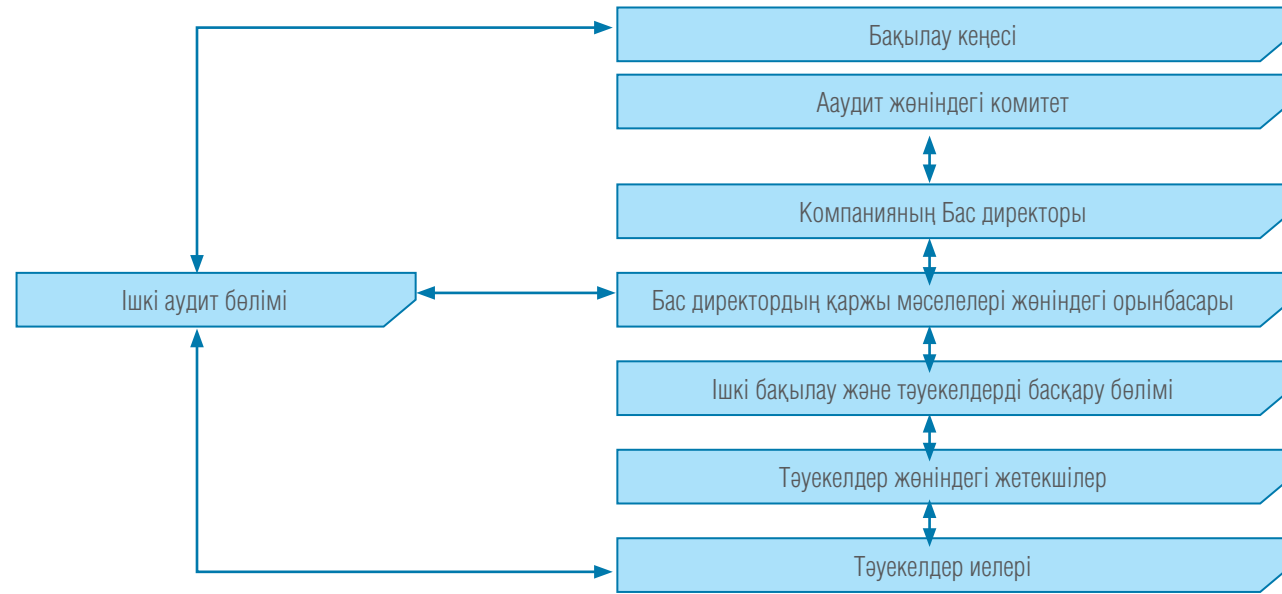 Бақылау кеңесі
Ааудит жөніндегі комитет
Компанияның Бас директоры
Ішкі аудит бөлімі
Бас директордың қаржы мәселелері жөніндегі орынбасары
Ішкі бақылау және тәуекелдерді басқару бөлімі
Тәуекелдер жөніндегі жетекшілер
Тәуекелдер иелері